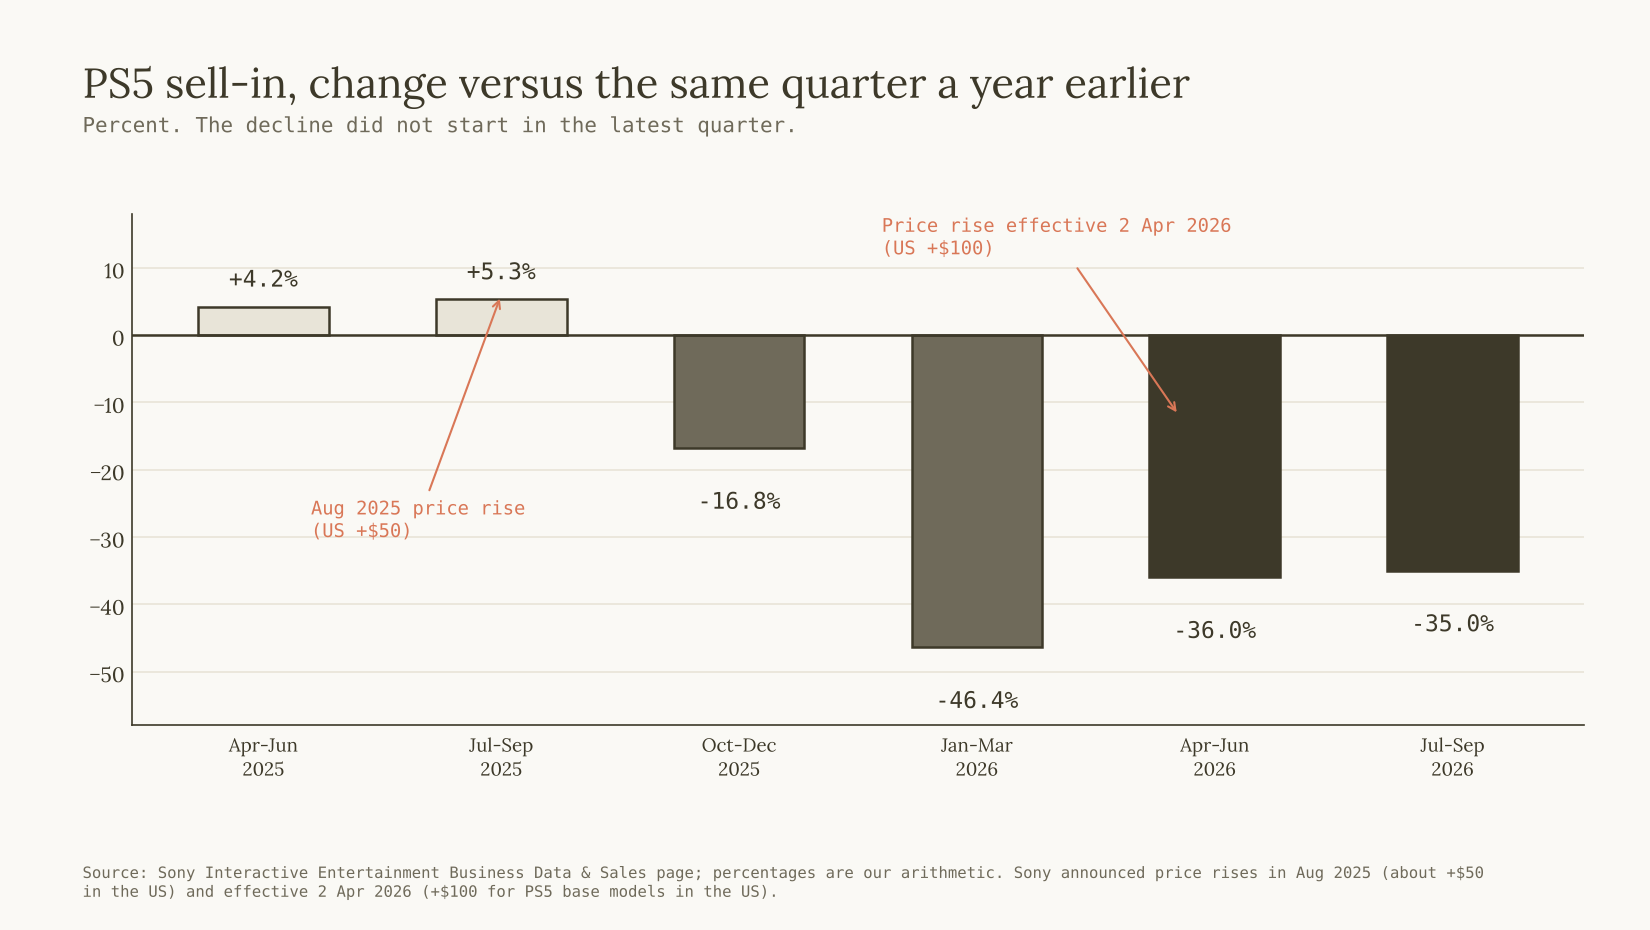 PS5 sell-in, change versus the same quarter a year earlier
Percent. The decline did not start in the latest quarter.
Price rise effective 2 Apr 2026
(US +$100)
10
+4.2%
+5.3%
0
−10
−20
-16.8%
Aug 2025 price rise
(US +$50)
−30
−40
-36.0%
-35.0%
−50
-46.4%
Apr-Jun
2025
Jul-Sep
2025
Oct-Dec
2025
Jan-Mar
2026
Apr-Jun
2026
Jul-Sep
2026
Source: Sony Interactive Entertainment Business Data & Sales page; percentages are our arithmetic. Sony announced price rises in Aug 2025 (about +$50
in the US) and effective 2 Apr 2026 (+$100 for PS5 base models in the US).